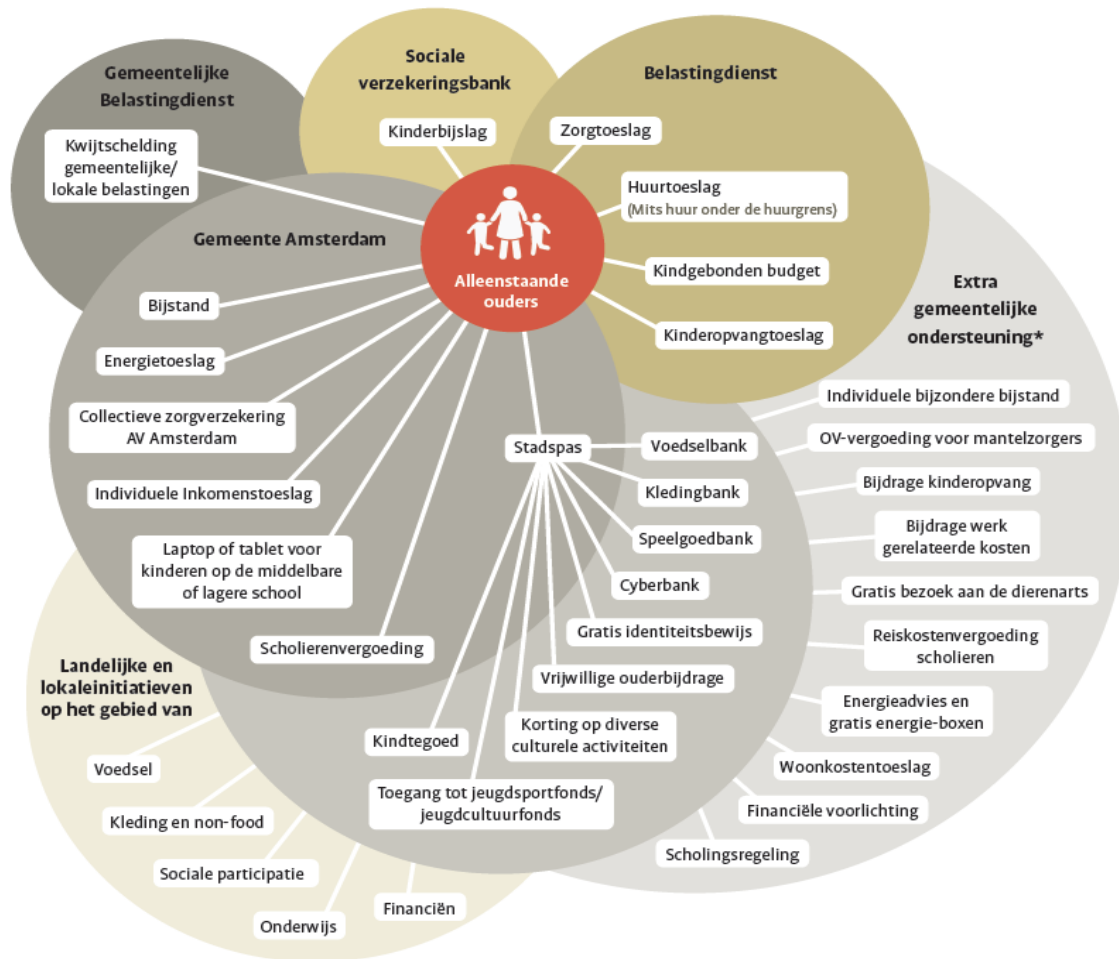 Gemeentelijke
Belastingdienst
Kwijtschelding
gemeentelijke/
lokale belastingen
Sociale
verzekeringsbank
Kinderbijslag
Belastingdienst
Zorgtoeslag
Huurtoeslag
(Mits huur onder de huurgrens)
Kindgebonden budget
Kinderopvangtoeslag
Alleenstaande
ouders
Gemeente Amsterdam
Bijstand
Energietoeslag
Collectieve zorgverzekering
AV Amsterdam
Individuele Inkomenstoeslag
Laptop of tablet voor
kinderen op de middelbare
of lagere school
Scholierenvergoeding
Stadspas
Voedselbank
Kledingbank
Speelgoedbank
Cyberbank
Gratis identiteitsbewijs
Vrijwillige ouderbijdrage
Korting op diverse
culturele activiteiten
Kindtegoed
Toegang tot jeugdsportfonds/
jeugdcultuurfonds
Extra
gemeentelijke
ondersteuning*
Individuele bijzondere bijstand
OV-vergoeding voor mantelzorgers
Bijdrage kinderopvang
Bijdrage werk
gerelateerde kosten
Gratis bezoek aan de dierenarts
Reiskostenvergoeding
scholieren
Energieadvies en
gratis energie-boxen
Woonkostentoeslag
Financiële voorlichting
Scholingsregeling
Landelijke en
lokaleinitiatieven
op het gebied van
Voedsel
Kleding en non-food
Sociale participatie
Onderwijs
Financiën